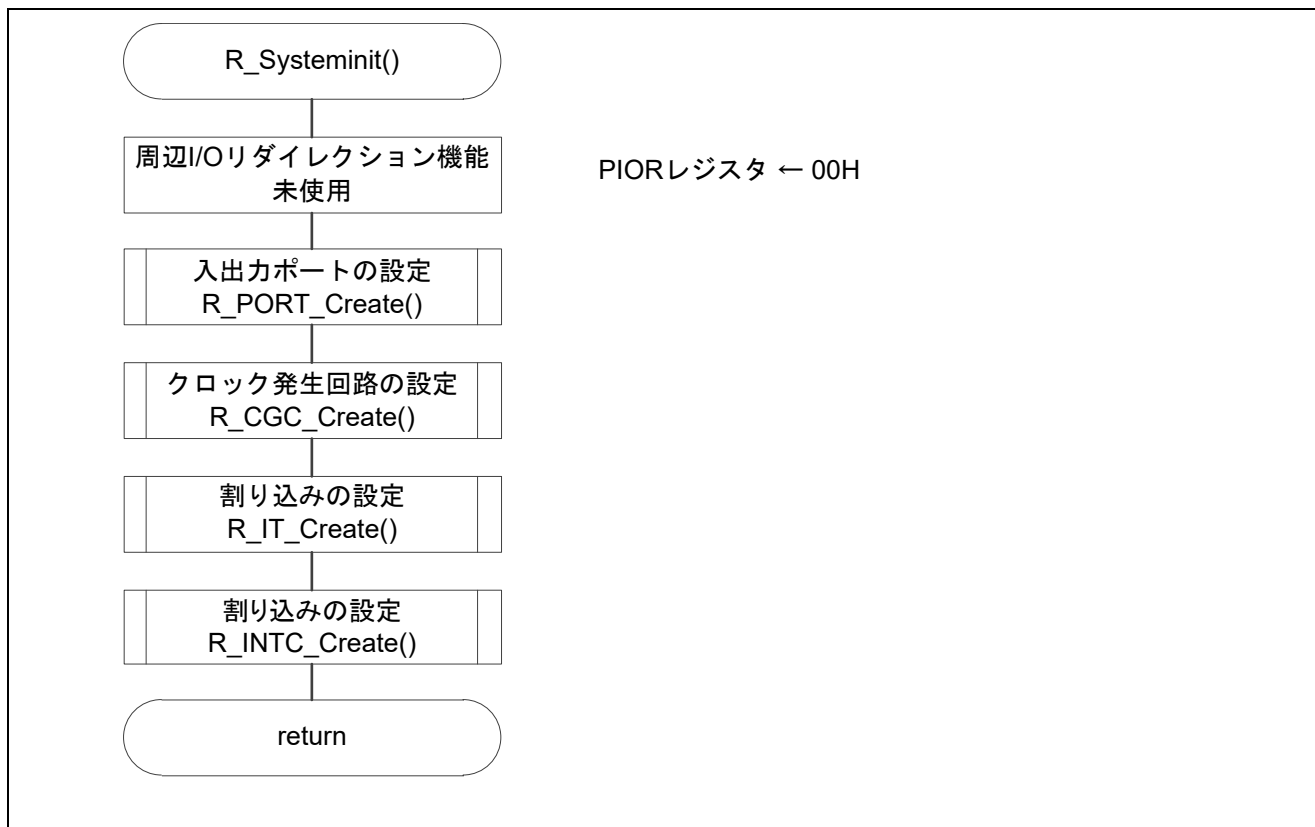 R_Systeminit()
周辺I/Oリダイレクション機能
未使用
PIORレジスタ ← 00H
入出力ポートの設定
R_PORT_Create()
クロック発生回路の設定
R_CGC_Create()
割り込みの設定
R_IT_Create()
割り込みの設定
R_INTC_Create()
return